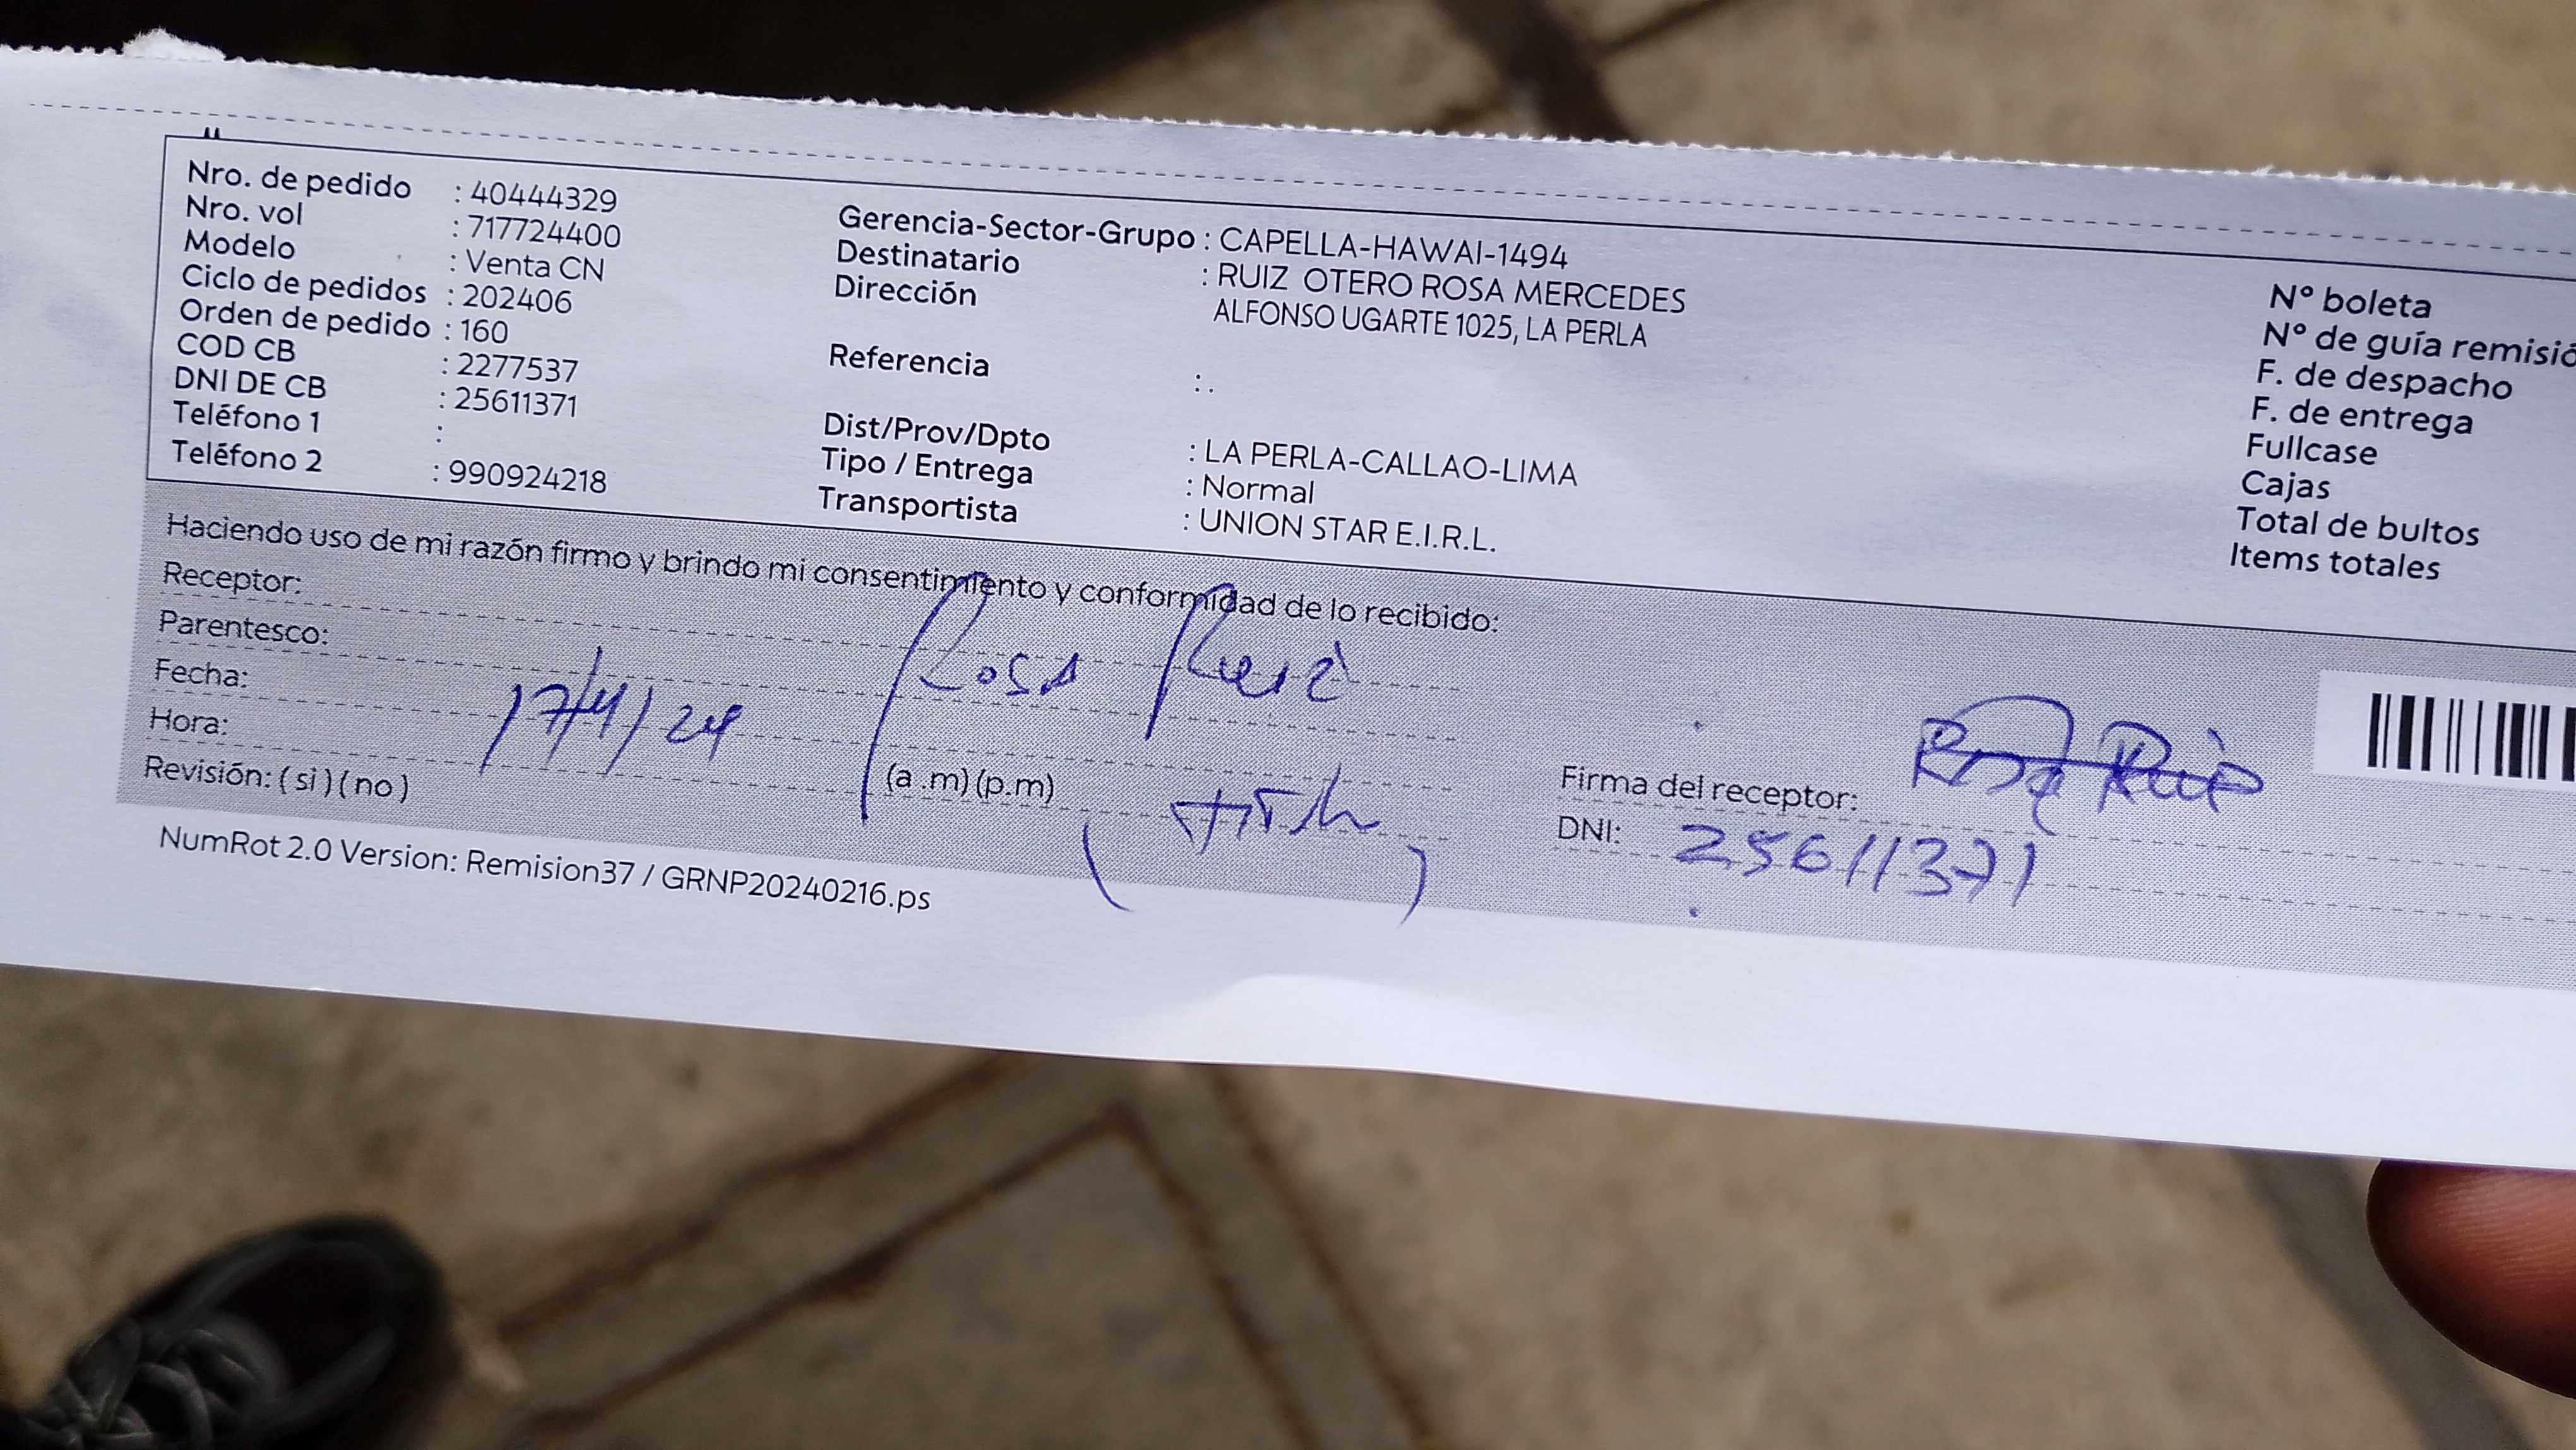 Nro. de pedido : 40444329
Nro. vol : 717724400
Modelo : Venta CN
Ciclo de pedidos : 202406
Orden de pedido : 160
COD CB : 2277537
DNI DE CB : 25611371
Teléfono 1 :
Teléfono 2 : 990924218
Gerencia-Sector-Grupo : CAPELLA-HAWAI-1494
Destinatario : RUIZ OTERO ROSA MERCEDES
Dirección ALFONSO UGARTE 1025, LA PERLA
Referencia : .
Dist/Prov/Dpto : LA PERLA-CALLAO-LIMA
Tipo / Entrega : Normal
Transportista : UNION STAR E.I.R.L.
N° boleta
N° de guía remisió
F. de despacho
F. de entrega
Fullcase
Cajas
Total de bultos
Items totales
Haciendo uso de mi razón firmo y brindo mi consentimiento y conformidad de lo recibido:
Receptor: Rosa Ruiz
Parentesco:
Fecha: 17/4/24
Hora: (a.m)(p.m)
Revisión: (si)(no)
Firma del receptor: Rosa Ruiz
DNI: 25611371
NumRot 2.0 Version: Remision37 / GRNP20240216.ps